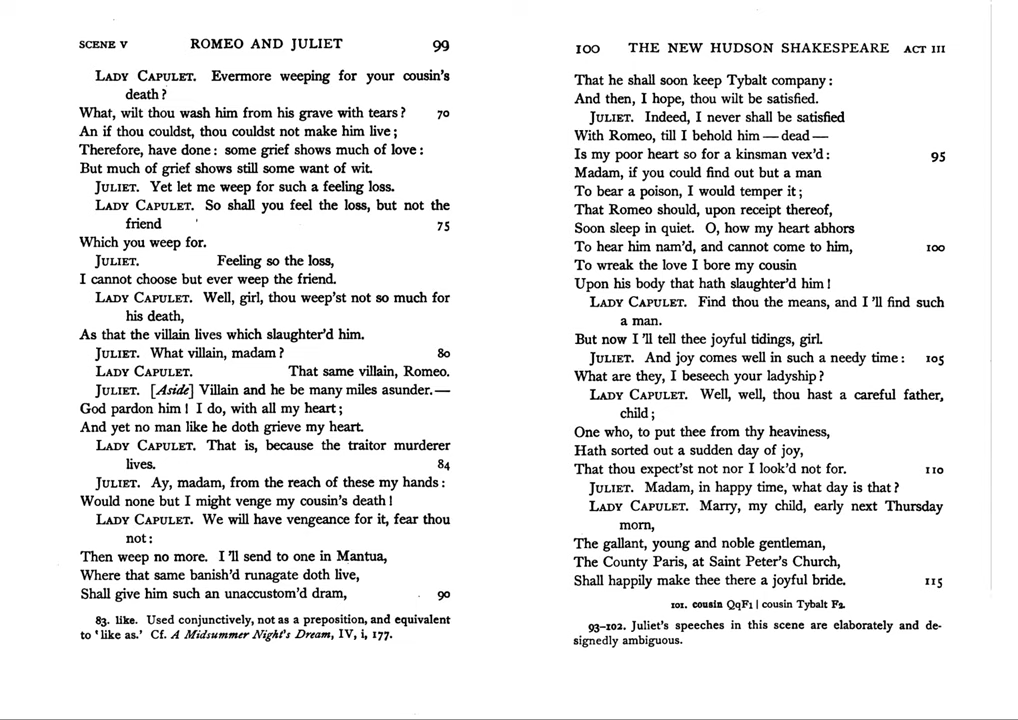 SCENE V ROMEO AND JULIET 99
LADY CAPULET. Evermore weeping for your cousin's
death?
What, wilt thou wash him from his grave with tears? 70
An if thou couldst, thou couldst not make him live;
Therefore, have done: some grief shows much of love:
But much of grief shows still some want of wit.
JULIET. Yet let me weep for such a feeling loss.
LADY CAPULET. So shall you feel the loss, but not the
friend 75
Which you weep for.
JULIET. Feeling so the loss,
I cannot choose but ever weep the friend.
LADY CAPULET. Well, girl, thou weep'st not so much for
his death,
As that the villain lives which slaughter'd him.
JULIET. What villain, madam? 80
LADY CAPULET. That same villain, Romeo.
JULIET. [Aside] Villain and he be many miles asunder.—
God pardon him! I do, with all my heart;
And yet no man like he doth grieve my heart.
LADY CAPULET. That is, because the traitor murderer
lives. 84
JULIET. Ay, madam, from the reach of these my hands:
Would none but I might venge my cousin's death!
LADY CAPULET. We will have vengeance for it, fear thou
not:
Then weep no more. I 'll send to one in Mantua,
Where that same banish'd runagate doth live,
Shall give him such an unaccustom'd dram, 90
83. like. Used conjunctively, not as a preposition, and equivalent
to 'like as.' Cf. A Midsummer Night's Dream, IV, i, 177.
100 THE NEW HUDSON SHAKESPEARE ACT III
That he shall soon keep Tybalt company:
And then, I hope, thou wilt be satisfied.
JULIET. Indeed, I never shall be satisfied
With Romeo, till I behold him — dead —
Is my poor heart so for a kinsman vex'd: 95
Madam, if you could find out but a man
To bear a poison, I would temper it;
That Romeo should, upon receipt thereof,
Soon sleep in quiet. O, how my heart abhors
To hear him nam'd, and cannot come to him, 100
To wreak the love I bore my cousin
Upon his body that hath slaughter'd him!
LADY CAPULET. Find thou the means, and I 'll find such
a man.
But now I 'll tell thee joyful tidings, girl.
JULIET. And joy comes well in such a needy time: 105
What are they, I beseech your ladyship?
LADY CAPULET. Well, well, thou hast a careful father,
child;
One who, to put thee from thy heaviness,
Hath sorted out a sudden day of joy,
That thou expect'st not nor I look'd not for. 110
JULIET. Madam, in happy time, what day is that?
LADY CAPULET. Marry, my child, early next Thursday
morn,
The gallant, young and noble gentleman,
The County Paris, at Saint Peter's Church,
Shall happily make thee there a joyful bride. 115
101. cousin QqF1 | cousin Tybalt F2.
93–102. Juliet's speeches in this scene are elaborately and de-
signedly ambiguous.